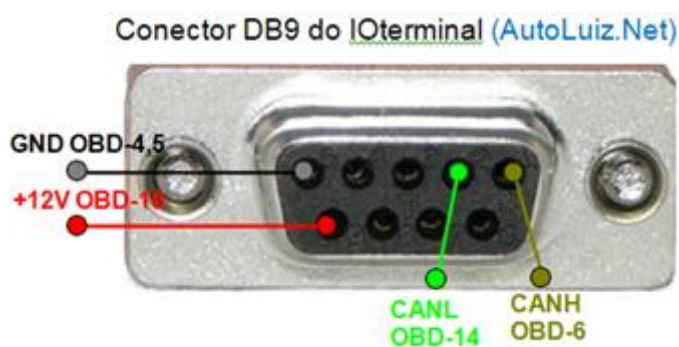 Conector DB9 do IOterminal (AutoLuiz.Net)
GND OBD-4,5
+12V OBD-16
CANL
OBD-14
CANH
OBD-6